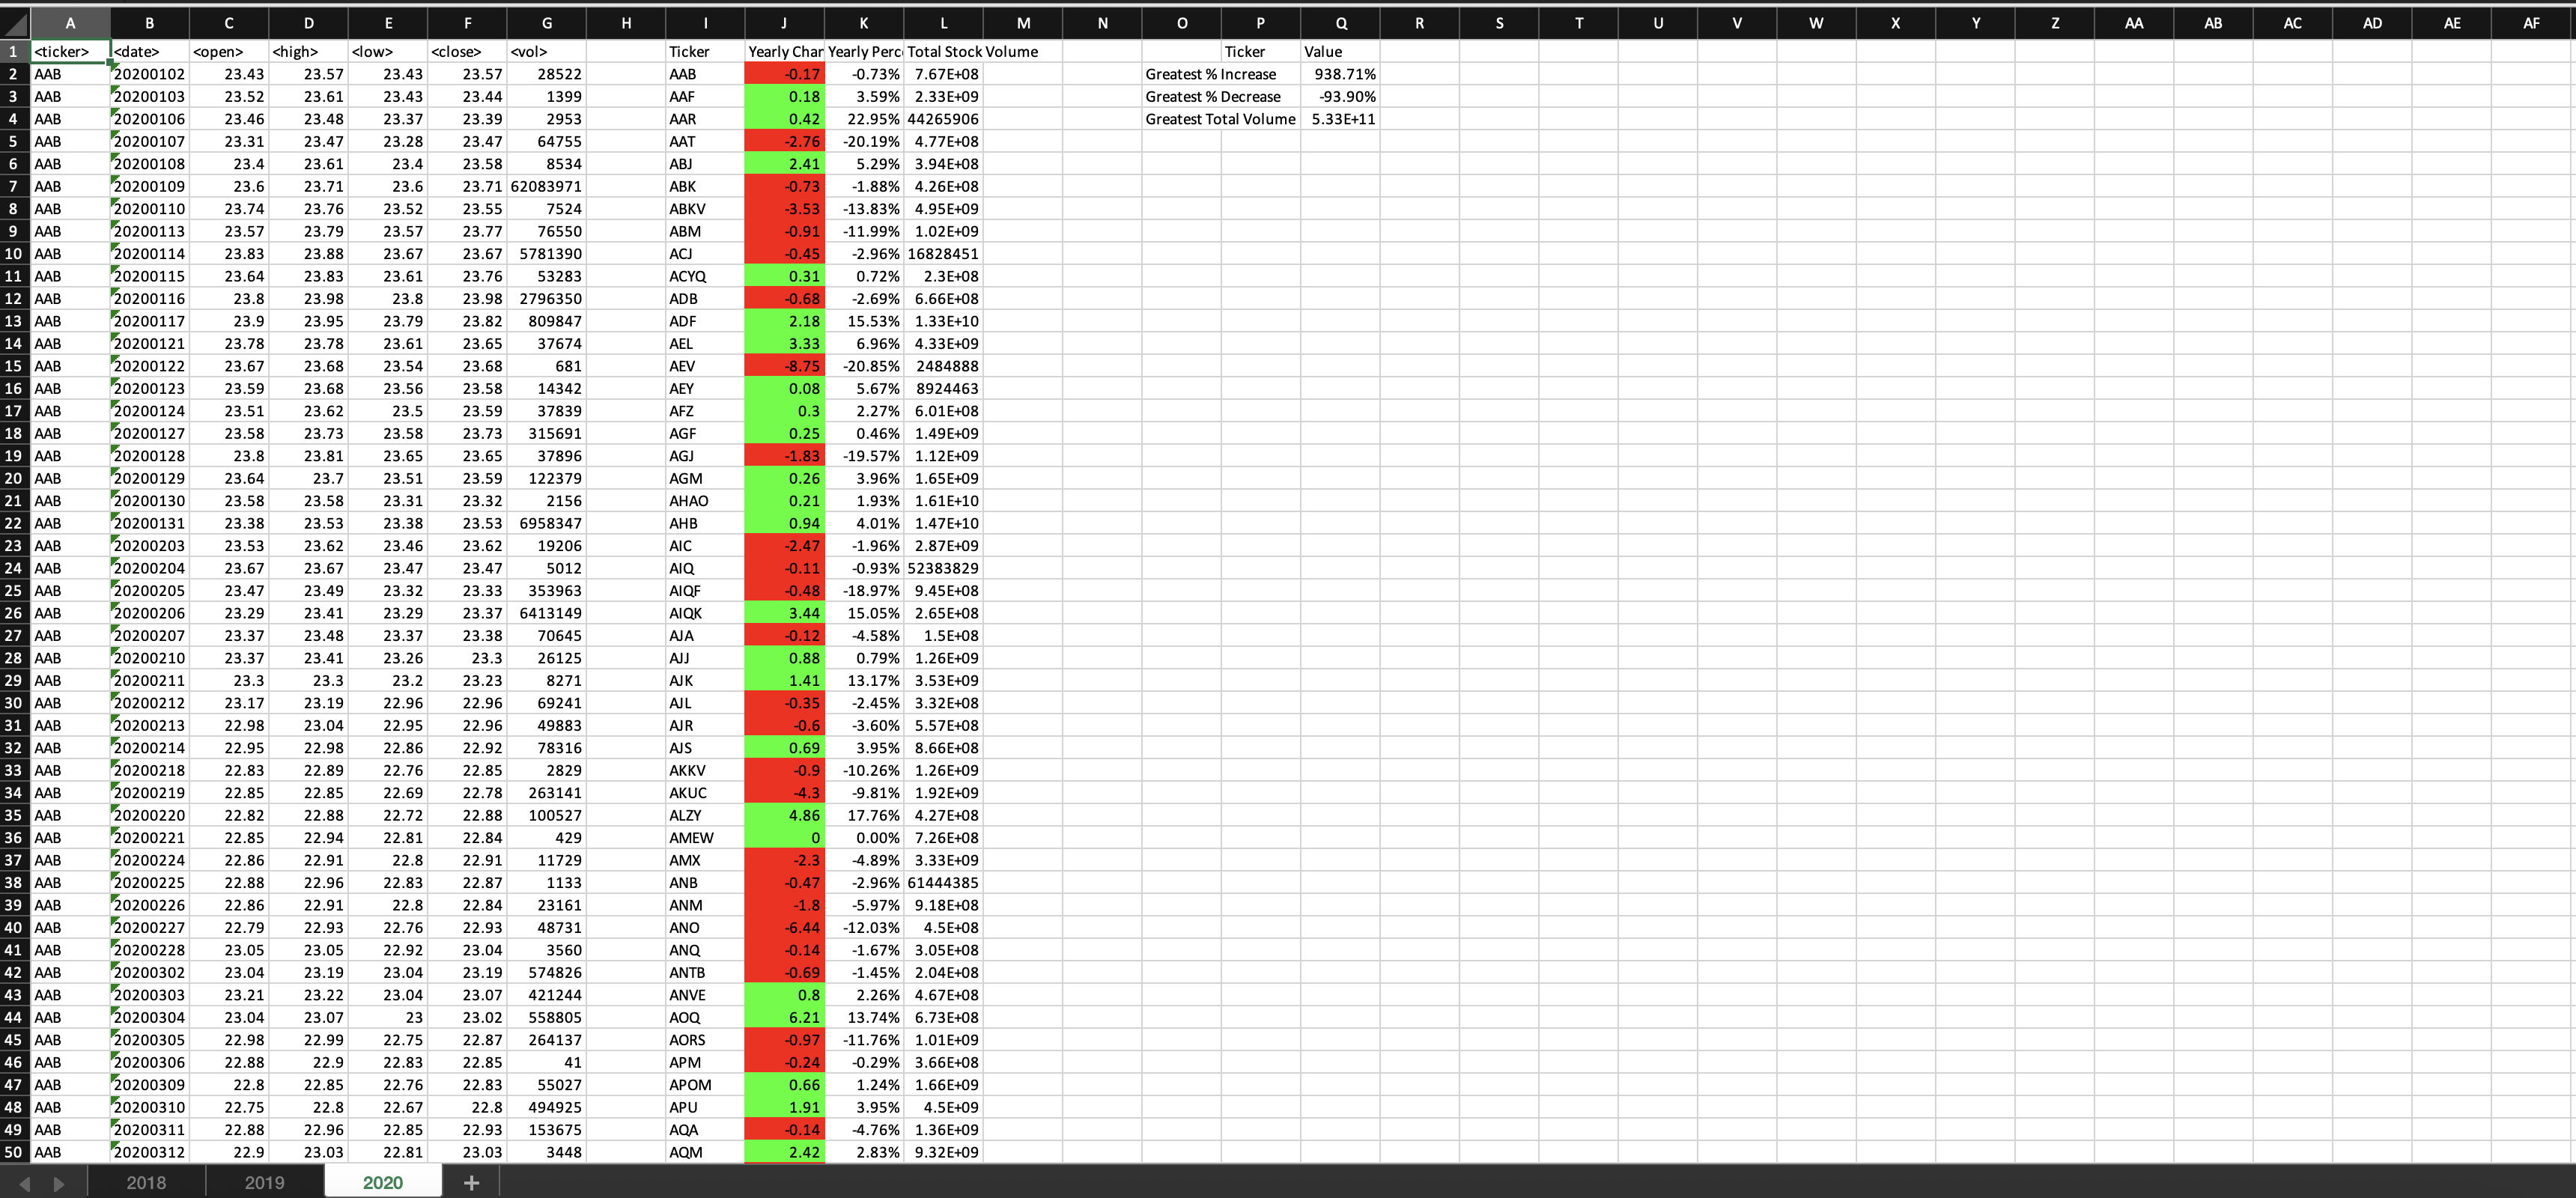 A B C D E F G H I J K L M N O P Q R S T U V W X Y Z AA AB AC AD AE AF
1 <ticker> <date> <open> <high> <low> <close> <vol> Ticker Yearly Char Yearly Perc Total Stock Volume Ticker Value
2 AAB 20200102 23.43 23.57 23.43 23.57 28522 AAB -0.17 -0.73% 7.67E+08 Greatest % Increase 938.71%
3 AAB 20200103 23.52 23.61 23.43 23.44 1399 AAF 0.18 3.59% 2.33E+09 Greatest % Decrease -93.90%
4 AAB 20200106 23.46 23.48 23.37 23.39 2953 AAR 0.42 22.95% 44265906 Greatest Total Volume 5.33E+11
5 AAB 20200107 23.31 23.47 23.28 23.47 64755 AAT -2.76 -20.19% 4.77E+08
6 AAB 20200108 23.4 23.61 23.4 23.58 8534 ABJ 2.41 5.29% 3.94E+08
7 AAB 20200109 23.6 23.71 23.6 23.71 62083971 ABK -0.73 -1.88% 4.26E+08
8 AAB 20200110 23.74 23.76 23.52 23.55 7524 ABKV -3.53 -13.83% 4.95E+09
9 AAB 20200113 23.57 23.79 23.57 23.77 76550 ABM -0.91 -11.99% 1.02E+09
10 AAB 20200114 23.83 23.88 23.67 23.67 5781390 ACJ -0.45 -2.96% 16828451
11 AAB 20200115 23.64 23.83 23.61 23.76 53283 ACYQ 0.31 0.72% 2.3E+08
12 AAB 20200116 23.8 23.98 23.8 23.98 2796350 ADB -0.68 -2.69% 6.66E+08
13 AAB 20200117 23.9 23.95 23.79 23.82 809847 ADF 2.18 15.53% 1.33E+10
14 AAB 20200121 23.78 23.78 23.61 23.65 37674 AEL 3.33 6.96% 4.33E+09
15 AAB 20200122 23.67 23.68 23.54 23.68 681 AEV -8.75 -20.85% 2484888
16 AAB 20200123 23.59 23.68 23.56 23.58 14342 AEY 0.08 5.67% 8924463
17 AAB 20200124 23.51 23.62 23.5 23.59 37839 AFZ 0.3 2.27% 6.01E+08
18 AAB 20200127 23.58 23.73 23.58 23.73 315691 AGF 0.25 0.46% 1.49E+09
19 AAB 20200128 23.8 23.81 23.65 23.65 37896 AGJ -1.83 -19.57% 1.12E+09
20 AAB 20200129 23.64 23.7 23.51 23.59 122379 AGM 0.26 3.96% 1.65E+09
21 AAB 20200130 23.58 23.58 23.31 23.32 2156 AHAO 0.21 1.93% 1.61E+10
22 AAB 20200131 23.38 23.53 23.38 23.53 6958347 AHB 0.94 4.01% 1.47E+10
23 AAB 20200203 23.53 23.62 23.46 23.62 19206 AIC -2.47 -1.96% 2.87E+09
24 AAB 20200204 23.67 23.67 23.47 23.47 5012 AIQ -0.11 -0.93% 52383829
25 AAB 20200205 23.47 23.49 23.32 23.33 353963 AIQF -0.48 -18.97% 9.45E+08
26 AAB 20200206 23.29 23.41 23.29 23.37 6413149 AIQK 3.44 15.05% 2.65E+08
27 AAB 20200207 23.37 23.48 23.37 23.38 70645 AJA -0.12 -4.58% 1.5E+08
28 AAB 20200210 23.37 23.41 23.26 23.3 26125 AJJ 0.88 0.79% 1.26E+09
29 AAB 20200211 23.3 23.3 23.2 23.23 8271 AJK 1.41 13.17% 3.53E+09
30 AAB 20200212 23.17 23.19 22.96 22.96 69241 AJL -0.35 -2.45% 3.32E+08
31 AAB 20200213 22.98 23.04 22.95 22.96 49883 AJR -0.6 -3.60% 5.57E+08
32 AAB 20200214 22.95 22.98 22.86 22.92 78316 AJS 0.69 3.95% 8.66E+08
33 AAB 20200218 22.83 22.89 22.76 22.85 2829 AKKV -0.9 -10.26% 1.26E+09
34 AAB 20200219 22.85 22.85 22.69 22.78 263141 AKUC -4.3 -9.81% 1.92E+09
35 AAB 20200220 22.82 22.88 22.72 22.88 100527 ALZY 4.86 17.76% 4.27E+08
36 AAB 20200221 22.85 22.94 22.81 22.84 429 AMEW 0 0.00% 7.26E+08
37 AAB 20200224 22.86 22.91 22.8 22.91 11729 AMX -2.3 -4.89% 3.33E+09
38 AAB 20200225 22.88 22.96 22.83 22.87 1133 ANB -0.47 -2.96% 61444385
39 AAB 20200226 22.86 22.91 22.8 22.84 23161 ANM -1.8 -5.97% 9.18E+08
40 AAB 20200227 22.79 22.93 22.76 22.93 48731 ANO -6.44 -12.03% 4.5E+08
41 AAB 20200228 23.05 23.05 22.92 23.04 3560 ANQ -0.14 -1.67% 3.05E+08
42 AAB 20200302 23.04 23.19 23.04 23.19 574826 ANTB -0.69 -1.45% 2.04E+08
43 AAB 20200303 23.21 23.22 23.04 23.07 421244 ANVE 0.8 2.26% 4.67E+08
44 AAB 20200304 23.04 23.07 23 23.02 558805 AOQ 6.21 13.74% 6.73E+08
45 AAB 20200305 22.98 22.99 22.75 22.87 264137 AORS -0.97 -11.76% 1.01E+09
46 AAB 20200306 22.88 22.9 22.83 22.85 41 APM -0.24 -0.29% 3.66E+08
47 AAB 20200309 22.8 22.85 22.76 22.83 55027 APOM 0.66 1.24% 1.66E+09
48 AAB 20200310 22.75 22.8 22.67 22.8 494925 APU 1.91 3.95% 4.5E+09
49 AAB 20200311 22.88 22.96 22.85 22.93 153675 AQA -0.14 -4.76% 1.36E+09
50 AAB 20200312 22.9 23.03 22.81 23.03 3448 AQM 2.42 2.83% 9.32E+09
2018 2019 2020 +